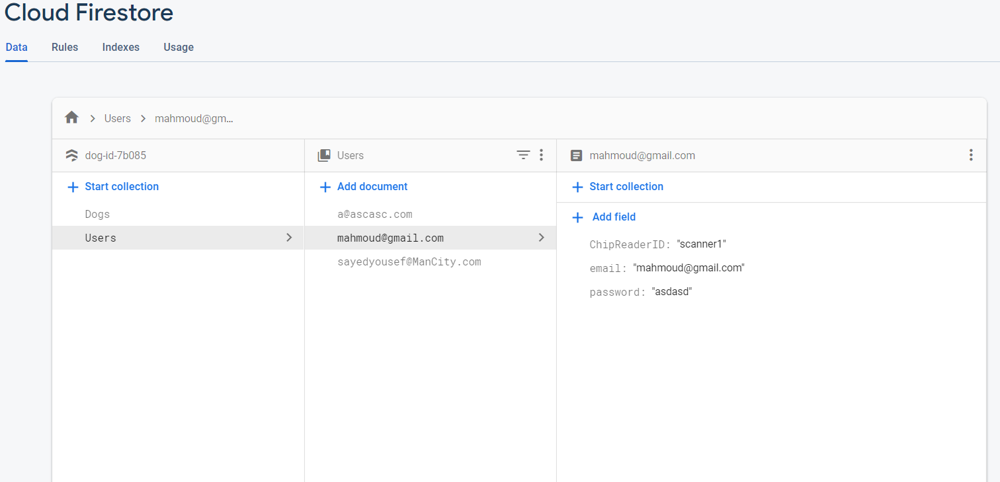 Cloud Firestore
Data Rules Indexes Usage
Users mahmoud@gm...
dog-id-7b085 Users mahmoud@gmail.com
Start collection Add document Start collection
Dogs a@ascasc.com Add field
Users mahmoud@gmail.com ChipReaderID: "scanner1"
sayedyousef@ManCity.com email: "mahmoud@gmail.com"
password: "asdasd"